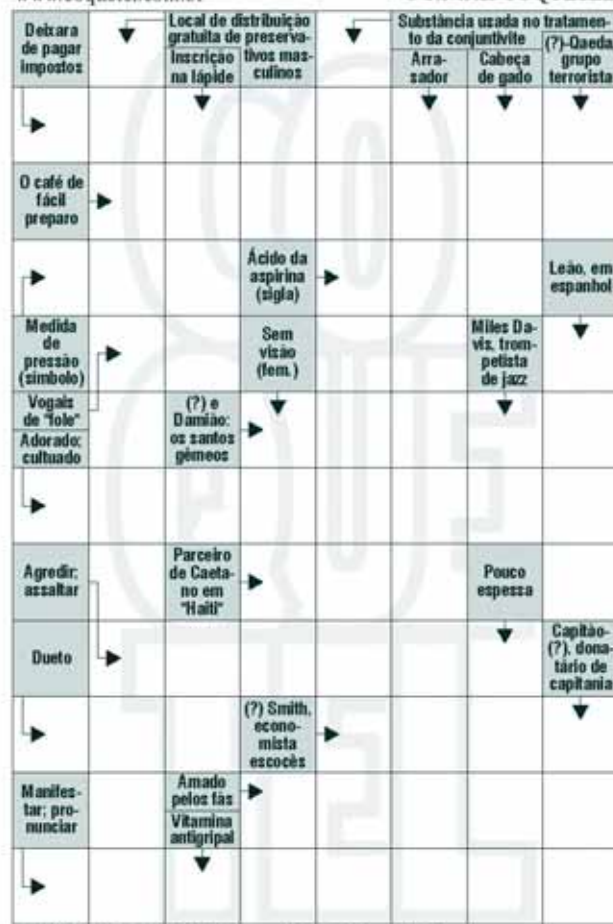 Deixara
de pagar
impostos
Local de distribuição
gratuita de preserva-
tivos mas-
culinos
Inscrição
na lápide
Substância usada no tratamen-
to da conjuntivite
Arra-
sador
Cabeça
de gado
(?)-Qaeda,
grupo
terrorista
O café de
fácil
preparo
Ácido da
aspirina
(sigla)
Leão, em
espanhol
Medida
de
pressão
(símbolo)
Sem
visão
(fem.)
Miles Da-
vis, trom-
petista
de jazz
Vogais
de "fole"
Adorado;
cultuado
(?) e
Damião:
os santos
gêmeos
Agredir;
assaltar
Parceiro
de Caeta-
no em
"Haiti"
Pouco
espessa
Dueto
Capitão-
(?), dona-
tário de
capitania
(?) Smith,
econo-
mista
escocês
Manifes-
tar; pro-
nunciar
Amado
pelos fãs
Vitamina
antigripal